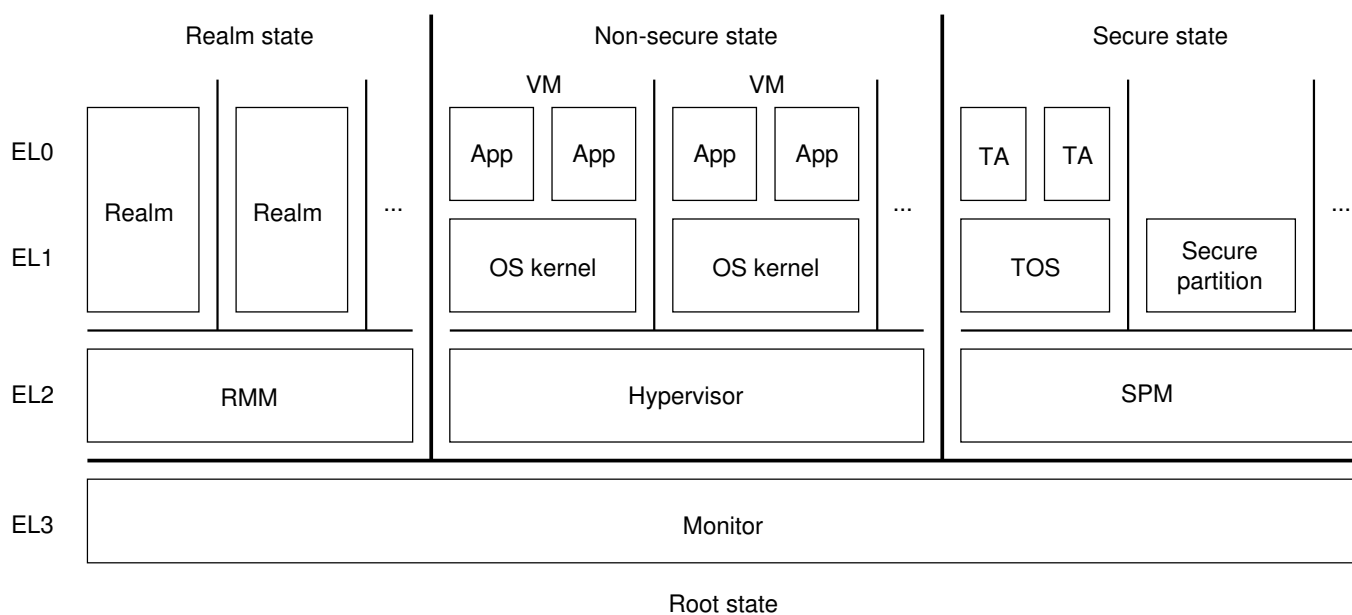 Realm state Non-secure state Secure state
VM VM
EL0 App App App App TA TA
Realm Realm ... ... ...
EL1 OS kernel OS kernel TOS Secure
partition
EL2 RMM Hypervisor SPM
EL3 Monitor
Root state